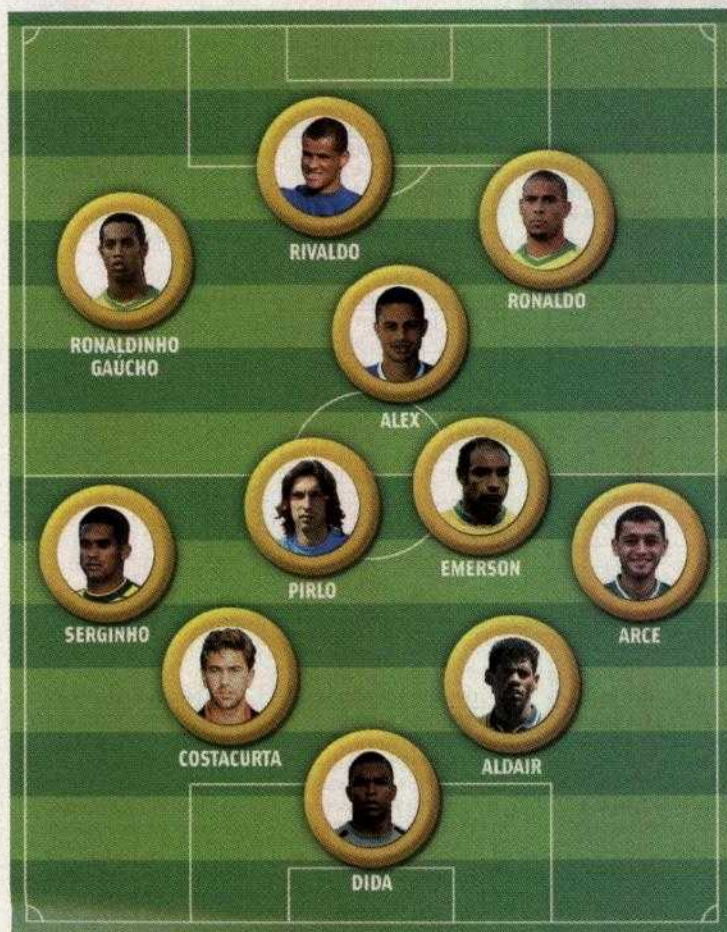 RIVALDO
RONALDO
RONALDINHO
GAÚCHO
ALEX
PIRLO
EMERSON
SERGINHO
ARCE
COSTACURTA
ALDAIR
DIDA